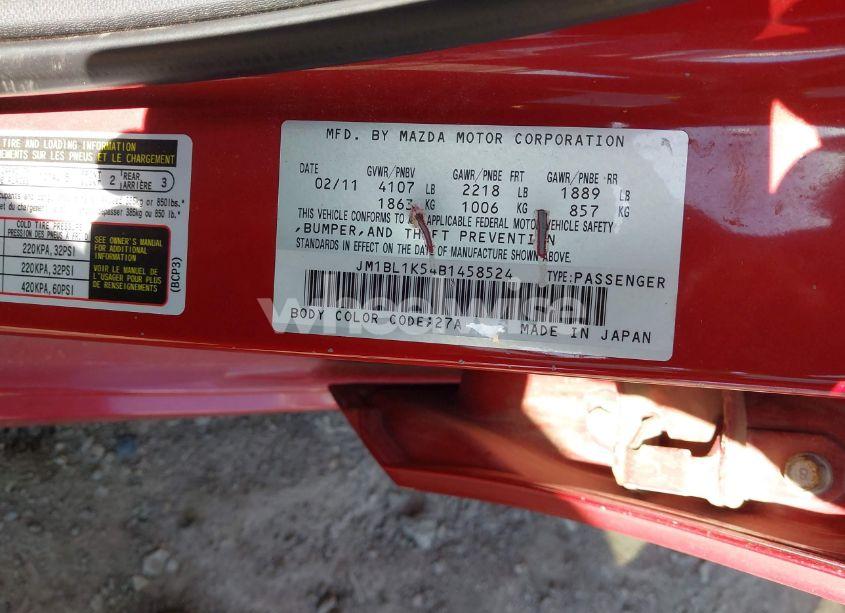 TIRE AND LOADING INFORMATION
SUR LES PNEUS ET LE CHARGEMENT
2 REAR 3
ARRIÈRE
COLD TIRE PRESSURE
PRESSION DES PNEUS
220KPA, 32PSI
220KPA, 32PSI
420KPA, 60PSI
SEE OWNER'S MANUAL
FOR ADDITIONAL
INFORMATION
VOIR LE MANUEL
DE L'USAGER POUR
PLUS DE
RENSEIGNEMENTS
(BCP3)
MFD. BY MAZDA MOTOR CORPORATION
DATE GVWR/PNBV GAWR/PNBE FRT GAWR/PNBE RR
02/11 4107 LB 2218 LB 1889 LB
1863 KG 1006 KG 857 KG
THIS VEHICLE CONFORMS TO ALL APPLICABLE FEDERAL MOTOR VEHICLE SAFETY
,BUMPER,AND THEFT PREVENTION
STANDARDS IN EFFECT ON THE DATE OF MANUFACTURE SHOWN ABOVE.
JM1BL1K54B1458524 TYPE:PASSENGER
BODY COLOR CODE:27A MADE IN JAPAN
wheelwise